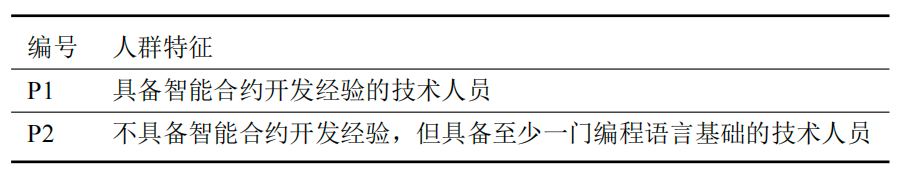 编号 人群特征
P1 具备智能合约开发经验的技术人员
P2 不具备智能合约开发经验，但具备至少一门编程语言基础的技术人员